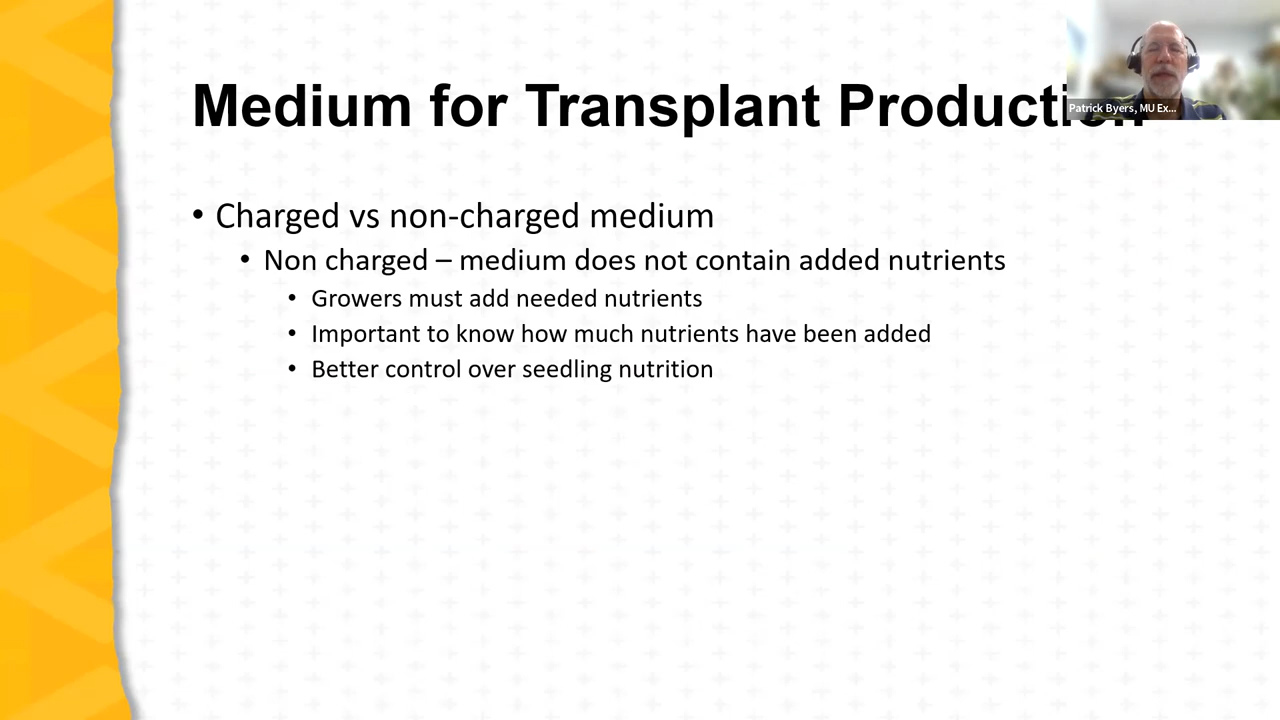 Medium for Transplant Production
Patrick Byers, MU Ex...
• Charged vs non-charged medium
• Non charged – medium does not contain added nutrients
• Growers must add needed nutrients
• Important to know how much nutrients have been added
• Better control over seedling nutrition